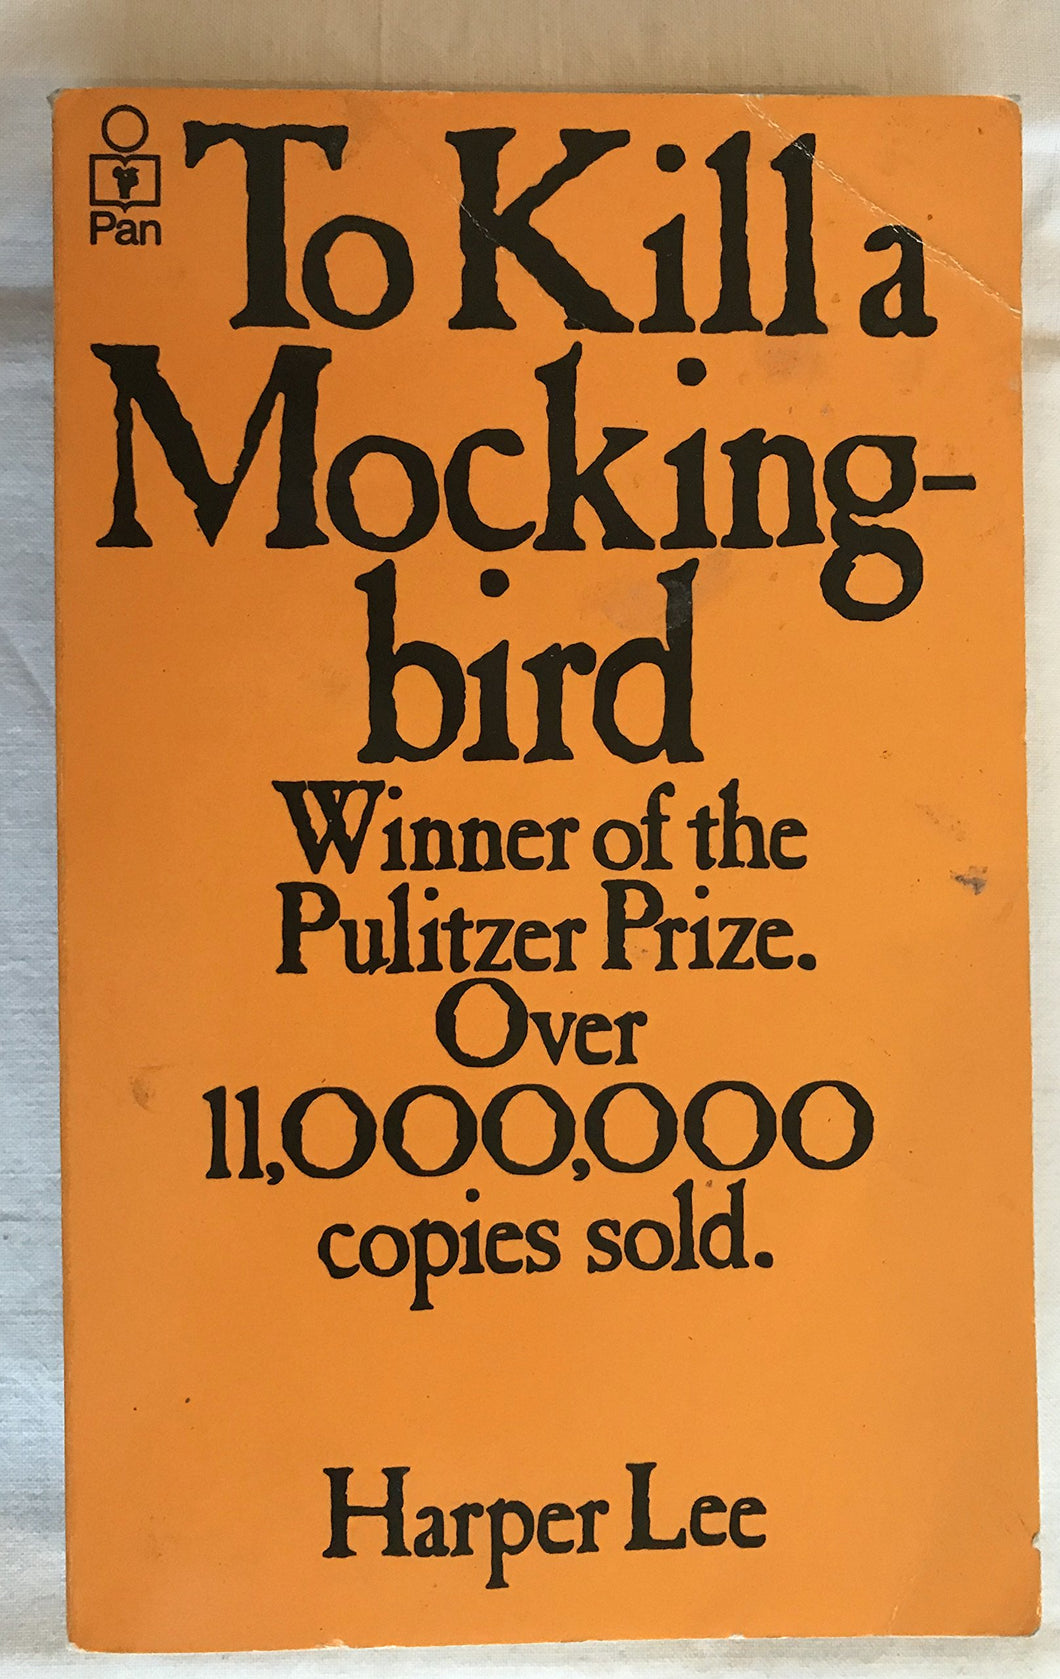 Pan
To Kill a
Mocking-
bird
Winner of the
Pulitzer Prize.
Over
11,000,000
copies sold.
Harper Lee